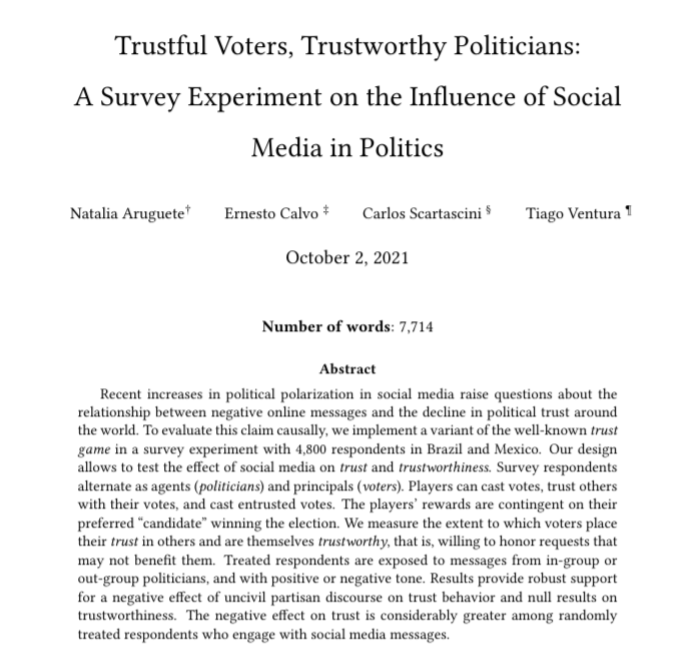 Trustful Voters, Trustworthy Politicians:
A Survey Experiment on the Influence of Social
Media in Politics
Natalia Aruguete† Ernesto Calvo ‡ Carlos Scartascini § Tiago Ventura ¶
October 2, 2021
Number of words: 7,714
Abstract
Recent increases in political polarization in social media raise questions about the
relationship between negative online messages and the decline in political trust around
the world. To evaluate this claim causally, we implement a variant of the well-known trust
game in a survey experiment with 4,800 respondents in Brazil and Mexico. Our design
allows to test the effect of social media on trust and trustworthiness. Survey respondents
alternate as agents (politicians) and principals (voters). Players can cast votes, trust others
with their votes, and cast entrusted votes. The players' rewards are contingent on their
preferred "candidate" winning the election. We measure the extent to which voters place
their trust in others and are themselves trustworthy, that is, willing to honor requests that
may not benefit them. Treated respondents are exposed to messages from in-group or
out-group politicians, and with positive or negative tone. Results provide robust support
for a negative effect of uncivil partisan discourse on trust behavior and null results on
trustworthiness. The negative effect on trust is considerably greater among randomly
treated respondents who engage with social media messages.